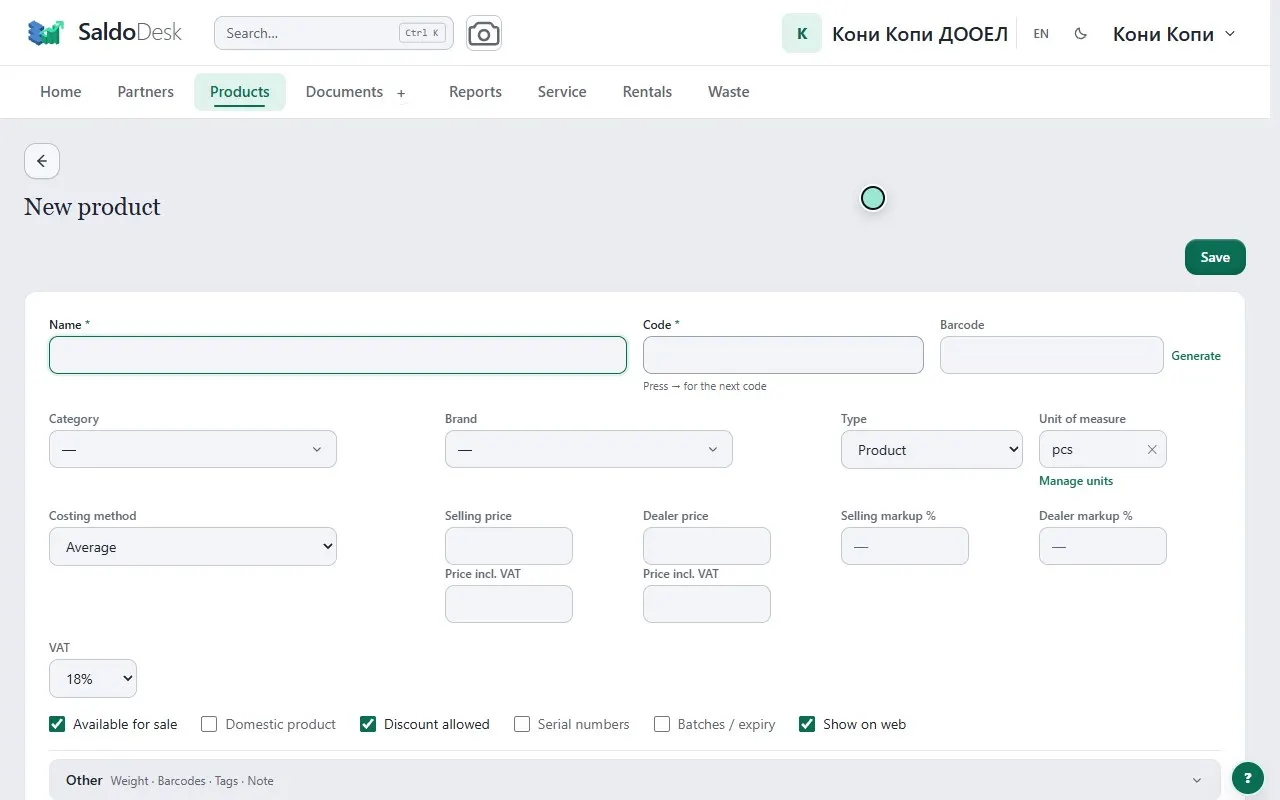 SaldoDesk
Search... Ctrl K
K Кони Копи ДООЕЛ EN Кони Копи
Home Partners Products Documents + Reports Service Rentals Waste
New product
Save
Name * Code * Barcode
Generate
Press → for the next code
Category Brand Type Unit of measure
— — Product pcs
Manage units
Costing method Selling price Dealer price Selling markup % Dealer markup %
Average — —
Price incl. VAT Price incl. VAT
VAT
18%
Available for sale Domestic product Discount allowed Serial numbers Batches / expiry Show on web
Other Weight · Barcodes · Tags · Note
?